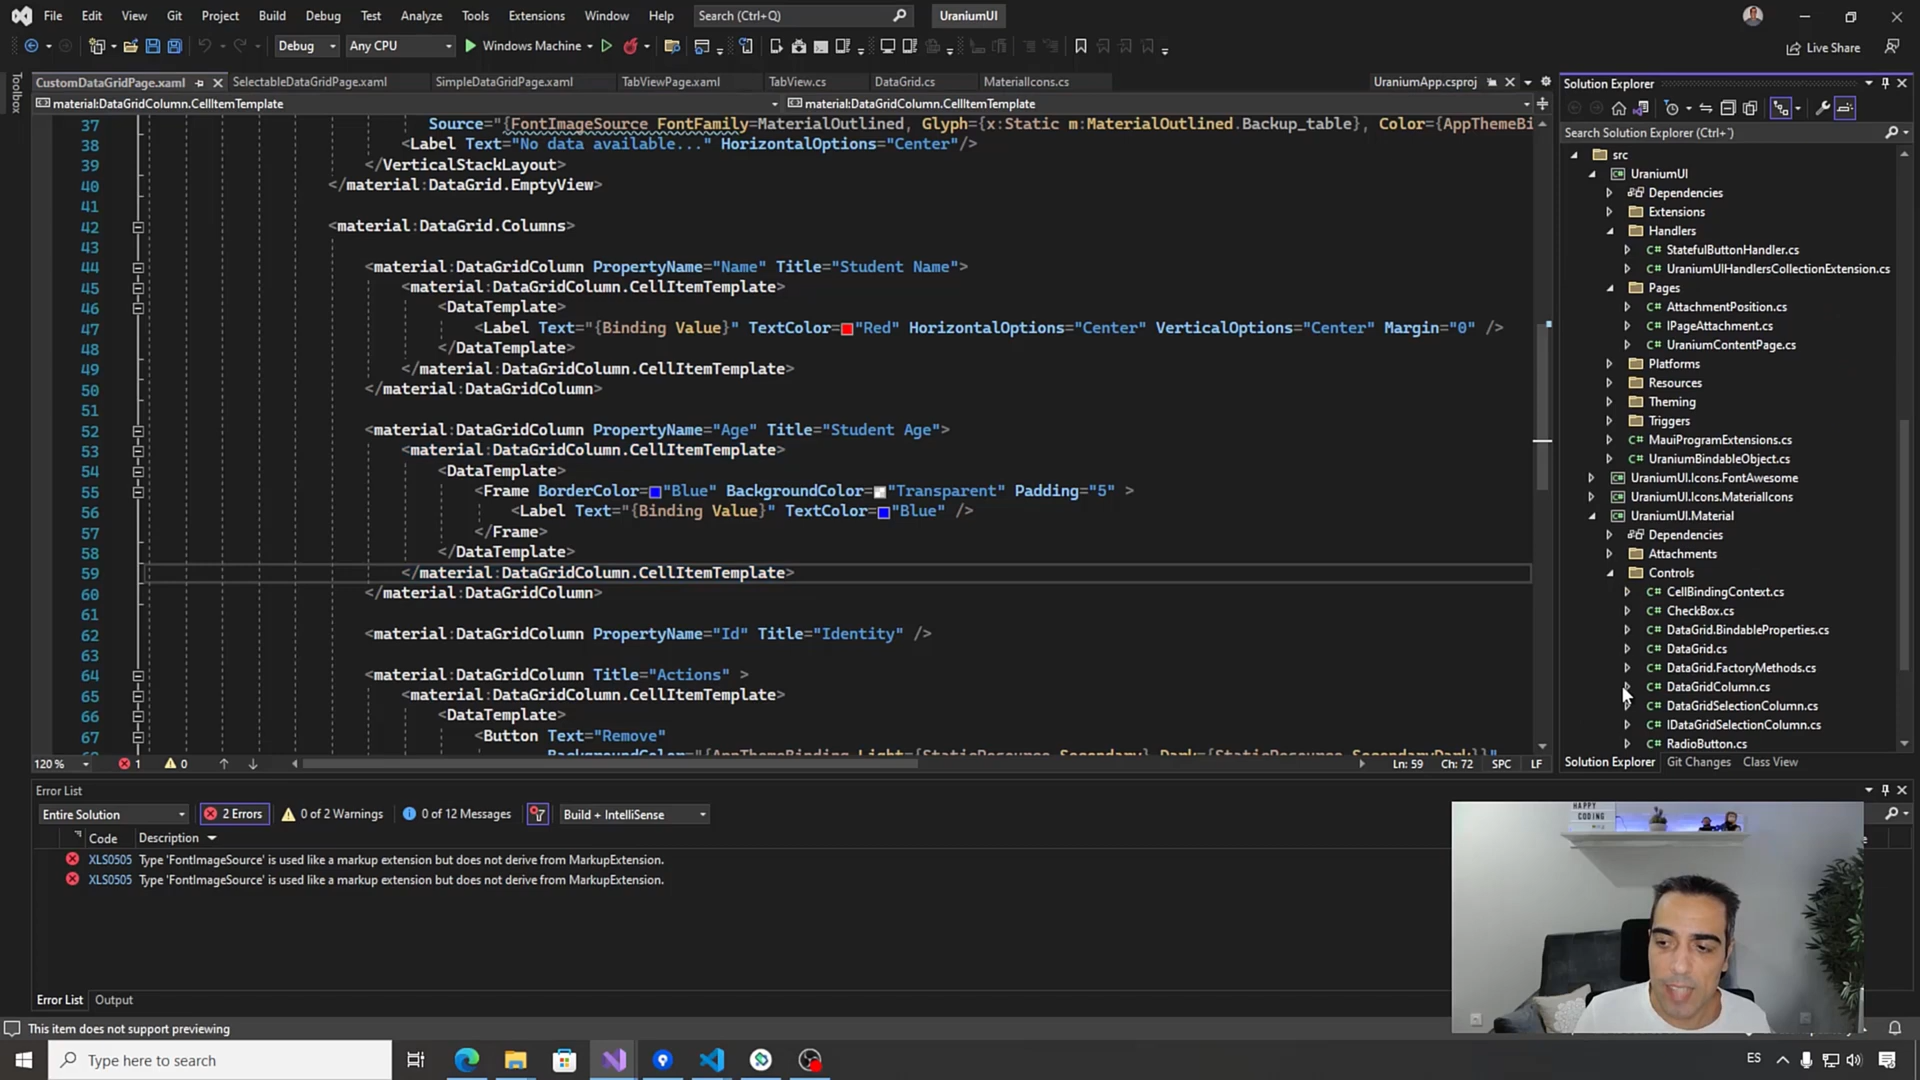 File Edit View Git Project Build Debug Test Analyze Tools Extensions Window Help Search (Ctrl+Q) UraniumUI
Debug Any CPU Windows Machine Live Share
CustomDataGridPage.xaml SelectableDataGridPage.xaml SimpleDataGridPage.xaml TabViewPage.xaml TabView.cs DataGrid.cs MaterialIcons.cs UraniumApp.csproj
Toolbox
material:DataGridColumn.CellItemTemplate material:DataGridColumn.CellItemTemplate
37 Source="{FontImageSource FontFamily=MaterialOutlined, Glyph={x:Static m:MaterialOutlined.Backup_table}, Color={AppThemeBi
38 <Label Text="No data available..." HorizontalOptions="Center"/>
39 </VerticalStackLayout>
40 </material:DataGrid.EmptyView>
41
42 <material:DataGrid.Columns>
43
44 <material:DataGridColumn PropertyName="Name" Title="Student Name">
45 <material:DataGridColumn.CellItemTemplate>
46 <DataTemplate>
47 <Label Text="{Binding Value}" TextColor="Red" HorizontalOptions="Center" VerticalOptions="Center" Margin="0" />
48 </DataTemplate>
49 </material:DataGridColumn.CellItemTemplate>
50 </material:DataGridColumn>
51
52 <material:DataGridColumn PropertyName="Age" Title="Student Age">
53 <material:DataGridColumn.CellItemTemplate>
54 <DataTemplate>
55 <Frame BorderColor="Blue" BackgroundColor="Transparent" Padding="5" >
56 <Label Text="{Binding Value}" TextColor="Blue" />
57 </Frame>
58 </DataTemplate>
59 </material:DataGridColumn.CellItemTemplate>
60 </material:DataGridColumn>
61
62 <material:DataGridColumn PropertyName="Id" Title="Identity" />
63
64 <material:DataGridColumn Title="Actions" >
65 <material:DataGridColumn.CellItemTemplate>
66 <DataTemplate>
67 <Button Text="Remove"
BackgroundColor="{AppThemeBinding Light={StaticResource Secondary} Dark={StaticResource SecondaryDark}}"
120 % 1 0 Ln: 59 Ch: 72 SPC LF
Solution Explorer
Search Solution Explorer (Ctrl+¨)
src
UraniumUI
Dependencies
Extensions
Handlers
C# StatefulButtonHandler.cs
C# UraniumUIHandlersCollectionExtension.cs
Pages
C# AttachmentPosition.cs
C# IPageAttachment.cs
C# UraniumContentPage.cs
Platforms
Resources
Theming
Triggers
C# MauiProgramExtensions.cs
C# UraniumBindableObject.cs
UraniumUI.Icons.FontAwesome
UraniumUI.Icons.MaterialIcons
UraniumUI.Material
Dependencies
Attachments
Controls
C# CellBindingContext.cs
C# CheckBox.cs
C# DataGrid.BindableProperties.cs
C# DataGrid.cs
C# DataGrid.FactoryMethods.cs
C# DataGridColumn.cs
C# DataGridSelectionColumn.cs
C# IDataGridSelectionColumn.cs
C# RadioButton.cs
Solution Explorer Git Changes Class View
Error List
Entire Solution 2 Errors 0 of 2 Warnings 0 of 12 Messages Build + IntelliSense
Code Description
XLS0505 Type 'FontImageSource' is used like a markup extension but does not derive from MarkupExtension.
XLS0505 Type 'FontImageSource' is used like a markup extension but does not derive from MarkupExtension.
HAPPY
CODING
Error List Output
This item does not support previewing
Type here to search
ES